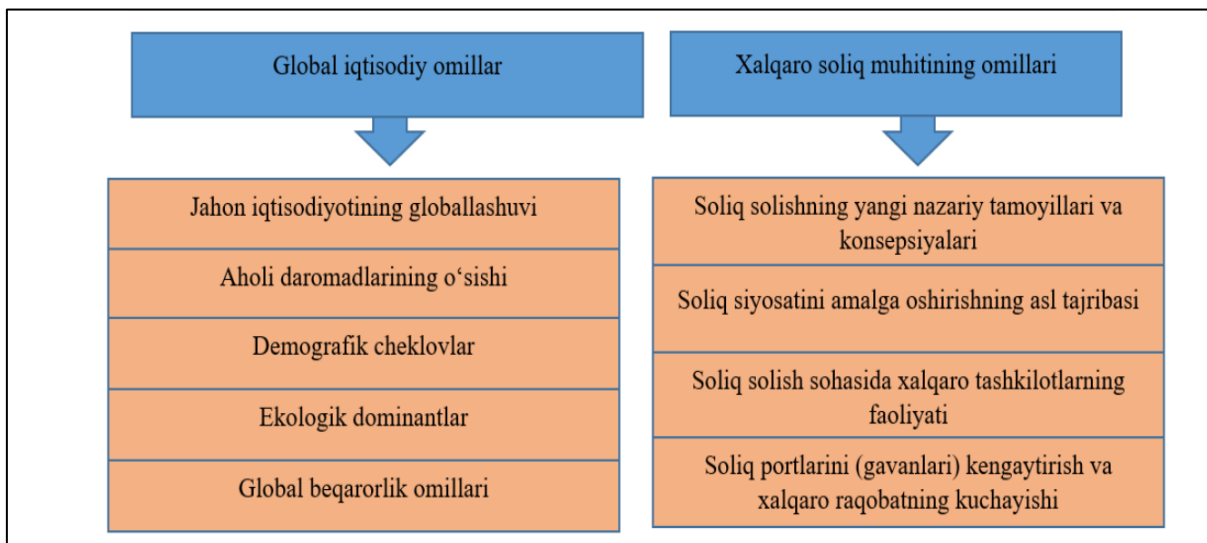 Global iqtisodiy omillar
Jahon iqtisodiyotining globallashuvi
Aholi daromadlarining o‘sishi
Demografik cheklovlar
Ekologik dominantlar
Global beqarorlik omillari
Xalqaro soliq muhitining omillari
Soliq solishning yangi nazariy tamoyillari va
konsepsiyalari
Soliq siyosatini amalga oshirishning asl tajribasi
Soliq solish sohasida xalqaro tashkilotlarning
faoliyati
Soliq portlarini (gavanlari) kengaytirish va
xalqaro raqobatning kuchayishi